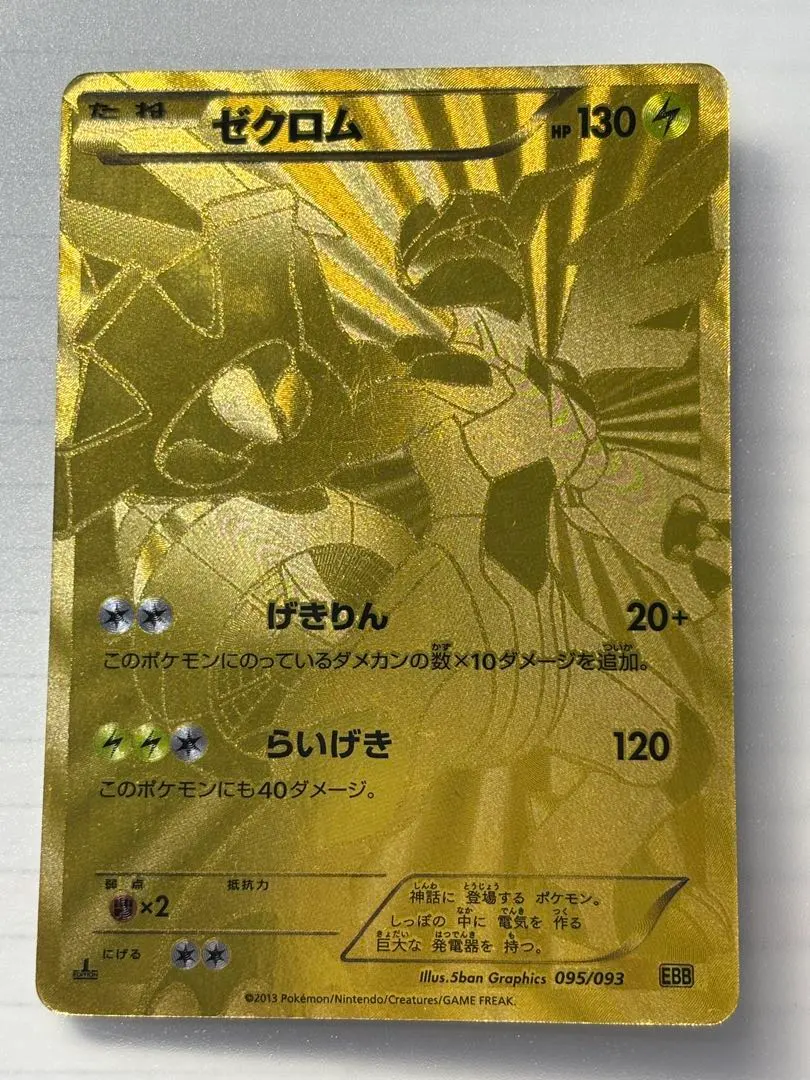 たね ゼクロム HP 130
げきりん 20+
このポケモンにのっているダメカンの数×10ダメージを追加。
らいげき 120
このポケモンにも40ダメージ。
弱点 抵抗力
×2
にげる
神話に 登場する ポケモン。
しっぽの 中に 電気を 作る
巨大な 発電器を 持つ。
1 EDITION
Illus.5ban Graphics 095/093 EBB
©2013 Pokémon/Nintendo/Creatures/GAME FREAK.